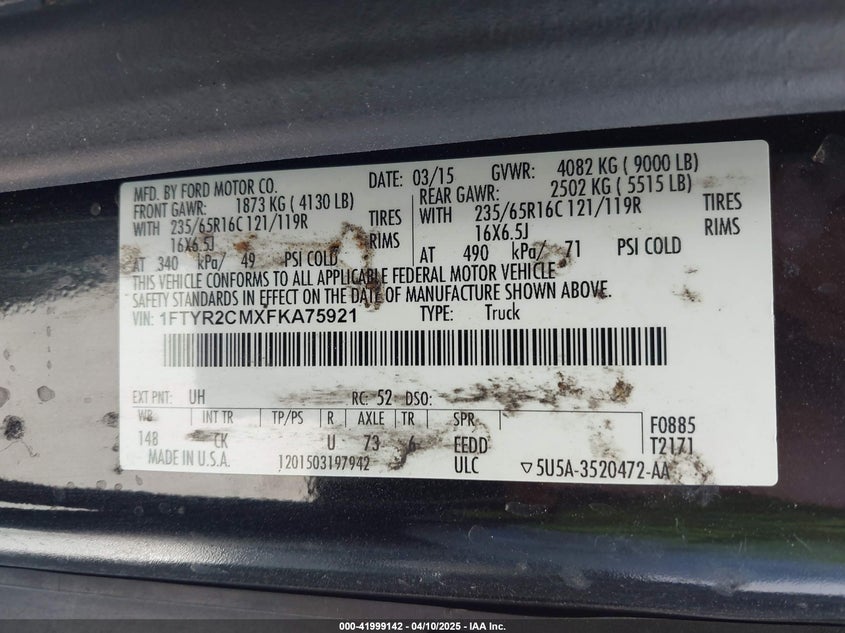 MFD. BY FORD MOTOR CO. DATE: 03/15 GVWR: 4082 KG ( 9000 LB)
FRONT GAWR: 1873 KG ( 4130 LB) REAR GAWR: 2502 KG ( 5515 LB)
WITH 235/65R16C 121/119R TIRES WITH 235/65R16C 121/119R TIRES
16X6.5J RIMS 16X6.5J RIMS
AT 340 kPa/ 49 PSI COLD AT 490 kPa/ 71 PSI COLD
THIS VEHICLE CONFORMS TO ALL APPLICABLE FEDERAL MOTOR VEHICLE
SAFETY STANDARDS IN EFFECT ON THE DATE OF MANUFACTURE SHOWN ABOVE.
VIN: 1FTYR2CMXFKA75921 TYPE: Truck
EXT PNT: UH RC: 52 DSO:
WB INT TR TP/PS R AXLE TR SPR F0885
148 CK U 73 6 EEDD T2171
MADE IN U.S.A. 1201503197942 ULC ▽5U5A-3520472-AA
000-41999142 - 04/10/2025 - IAA Inc.